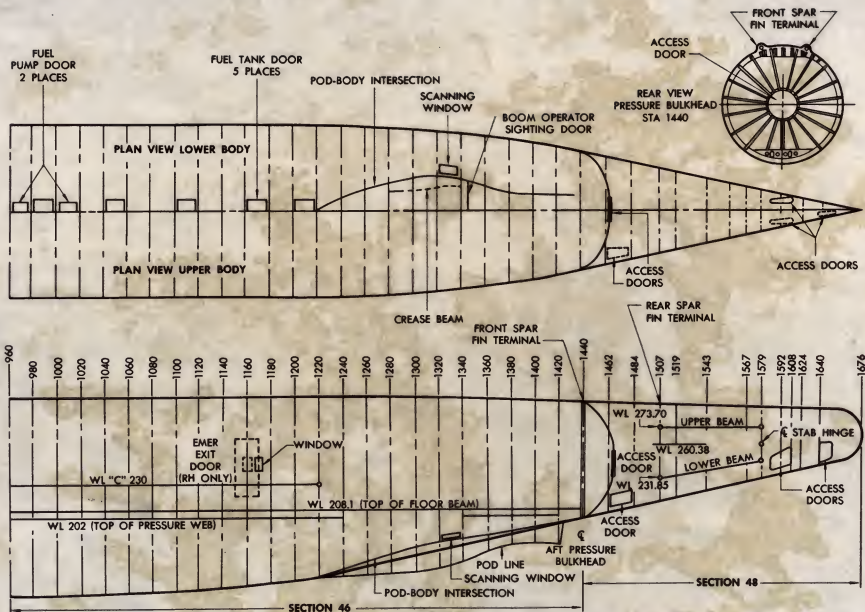 FUEL
PUMP DOOR
2 PLACES
FUEL TANK DOOR
5 PLACES
POD-BODY INTERSECTION
SCANNING
WINDOW
BOOM OPERATOR
SIGHTING DOOR
ACCESS
DOOR
FRONT SPAR
FIN TERMINAL
REAR VIEW
PRESSURE BULKHEAD
STA 1440
PLAN VIEW LOWER BODY
PLAN VIEW UPPER BODY
CREASE BEAM
ACCESS
DOORS
ACCESS DOORS
FRONT SPAR
FIN TERMINAL
REAR SPAR
FIN TERMINAL
960
980
1000
1020
1040
1060
1080
1100
1120
1140
1160
1180
1200
1220
1240
1260
1280
1300
1320
1340
1360
1380
1400
1420
1440
1462
1484
1507
1519
1543
1567
1579
1592
1608
1624
1640
1676
EMER
EXIT
DOOR
(RH ONLY)
WINDOW
WL "C" 230
WL 208.1 (TOP OF FLOOR BEAM)
WL 202 (TOP OF PRESSURE WEB)
WL 273.70
UPPER BEAM
℄ STAB HINGE
WL 260.38
LOWER BEAM
ACCESS
DOOR
WL
231.85
ACCESS
DOOR
ACCESS
DOORS
℄
AFT PRESSURE
BULKHEAD
POD LINE
SCANNING WINDOW
POD-BODY INTERSECTION
SECTION 46
SECTION 48